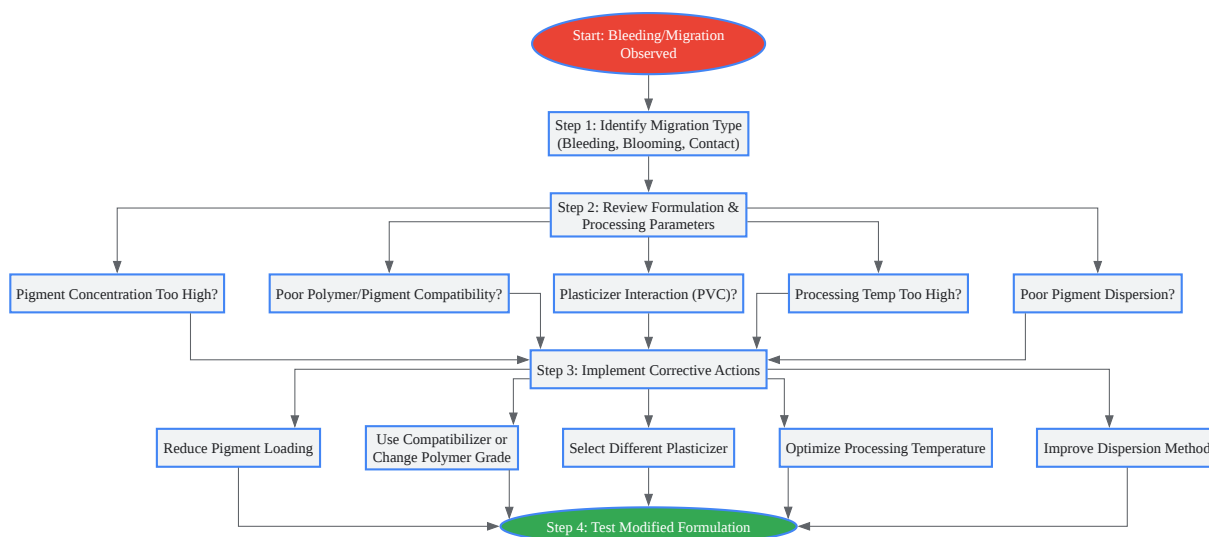 Start: Bleeding/Migration
Observed
Step 1: Identify Migration Type
(Bleeding, Blooming, Contact)
Step 2: Review Formulation &
Processing Parameters
Pigment Concentration Too High?
Poor Polymer/Pigment Compatibility?
Plasticizer Interaction (PVC)?
Processing Temp Too High?
Poor Pigment Dispersion?
Step 3: Implement Corrective Actions
Reduce Pigment Loading
Use Compatibilizer or
Change Polymer Grade
Select Different Plasticizer
Optimize Processing Temperature
Improve Dispersion Method
Step 4: Test Modified Formulation